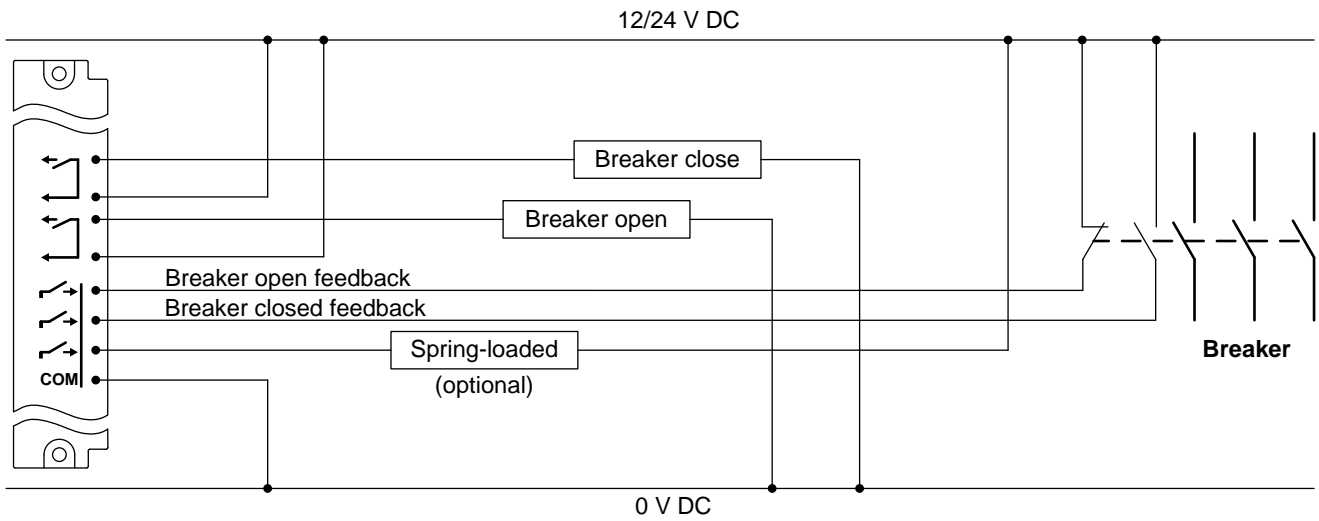 12/24 V DC
Breaker close
Breaker open
Breaker open feedback
Breaker closed feedback
Spring-loaded
(optional)
Breaker
COM
0 V DC